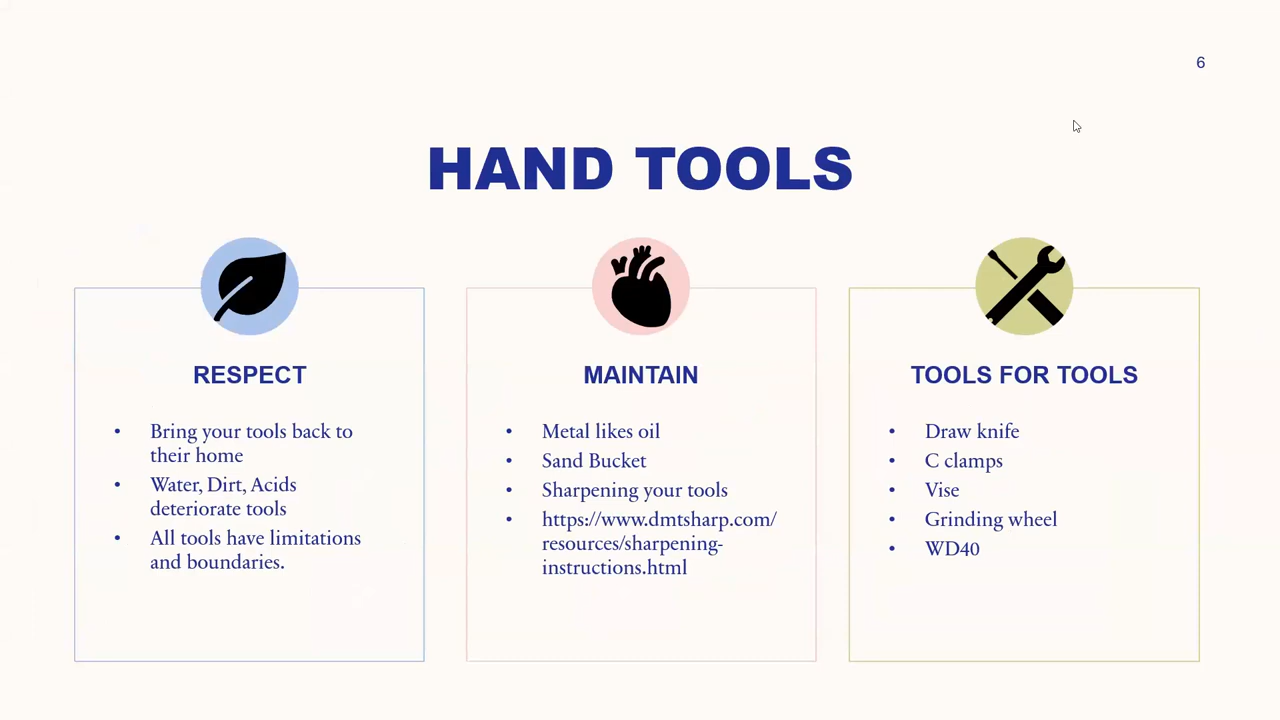 6
HAND TOOLS
RESPECT
• Bring your tools back to
their home
• Water, Dirt, Acids
deteriorate tools
• All tools have limitations
and boundaries.
MAINTAIN
• Metal likes oil
• Sand Bucket
• Sharpening your tools
• https://www.dmtsharp.com/
resources/sharpening-
instructions.html
TOOLS FOR TOOLS
• Draw knife
• C clamps
• Vise
• Grinding wheel
• WD40